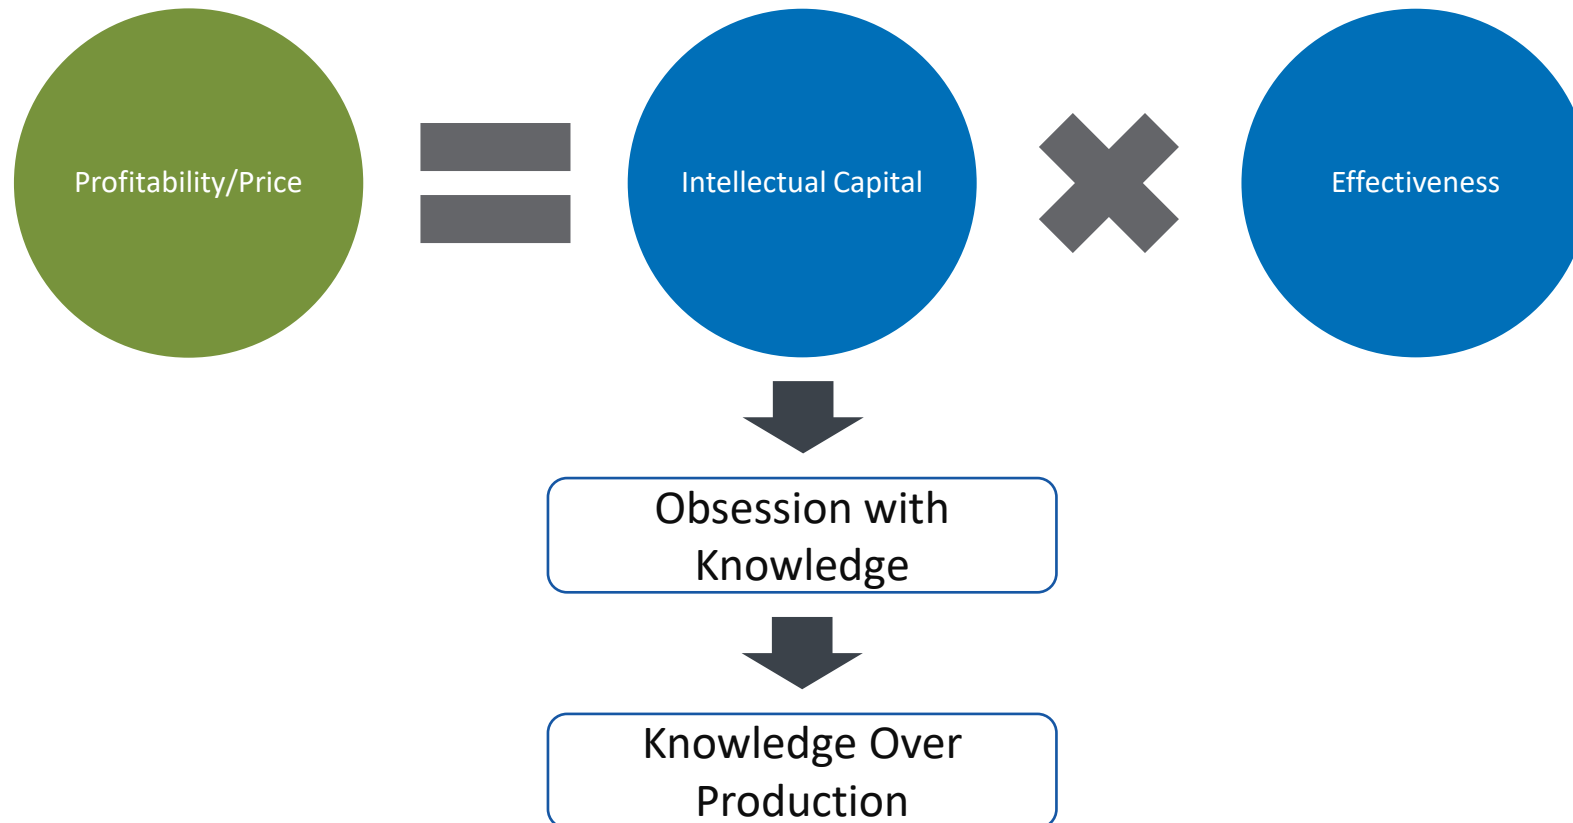 Profitability/Price
Intellectual Capital
Effectiveness
Obsession with
Knowledge
Knowledge Over
Production